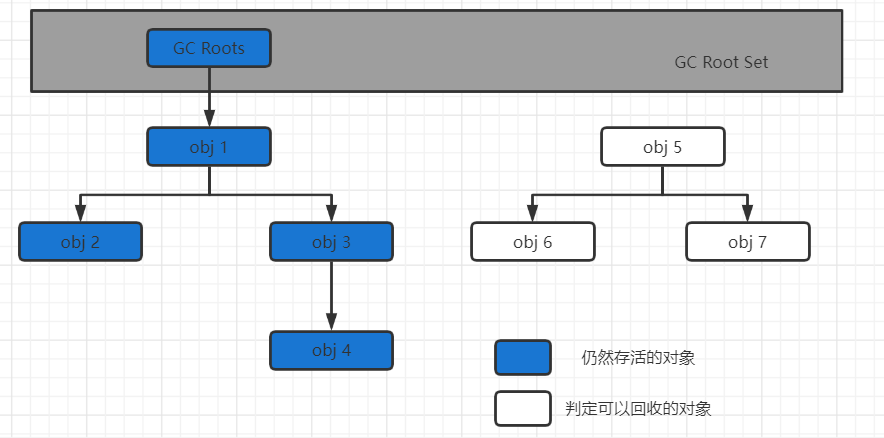 GC Roots
GC Root Set
obj 1
obj 5
obj 2
obj 3
obj 6
obj 7
obj 4
仍然存活的对象
判定可以回收的对象